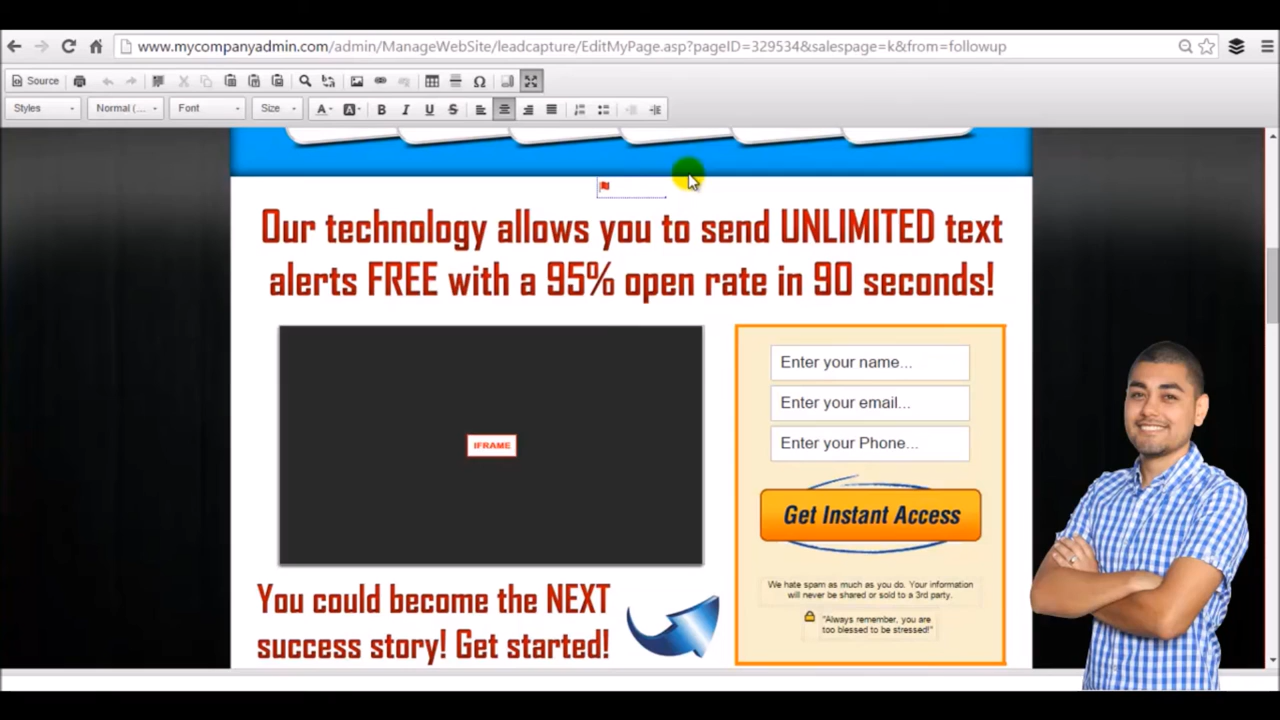 www.mycompanyadmin.com/admin/ManageWebSite/leadcapture/EditMyPage.asp?pageID=329534&salespage=k&from=followup
Source
Styles Normal (... Font Size A A B I U S
Our technology allows you to send UNLIMITED text
alerts FREE with a 95% open rate in 90 seconds!
IFRAME
Enter your name...
Enter your email...
Enter your Phone...
Get Instant Access
We hate spam as much as you do. Your information
will never be shared or sold to a 3rd party.
"Always remember, you are
too blessed to be stressed!"
You could become the NEXT
success story! Get started!